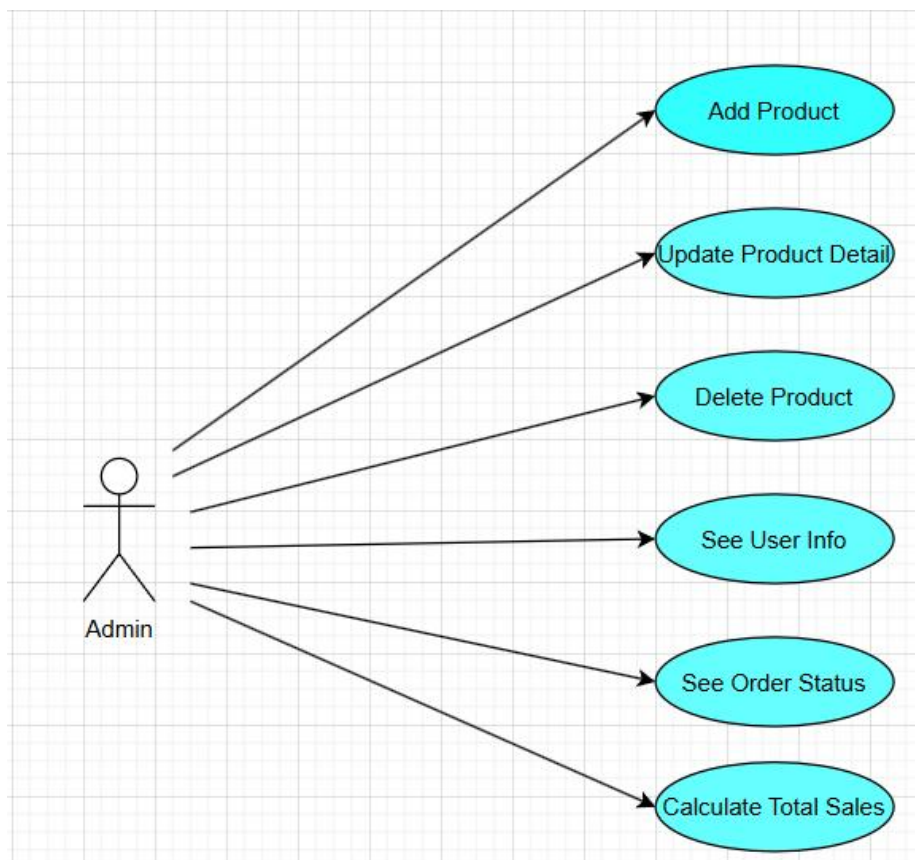 Add Product
Update Product Detail
Delete Product
See User Info
Admin
See Order Status
Calculate Total Sales